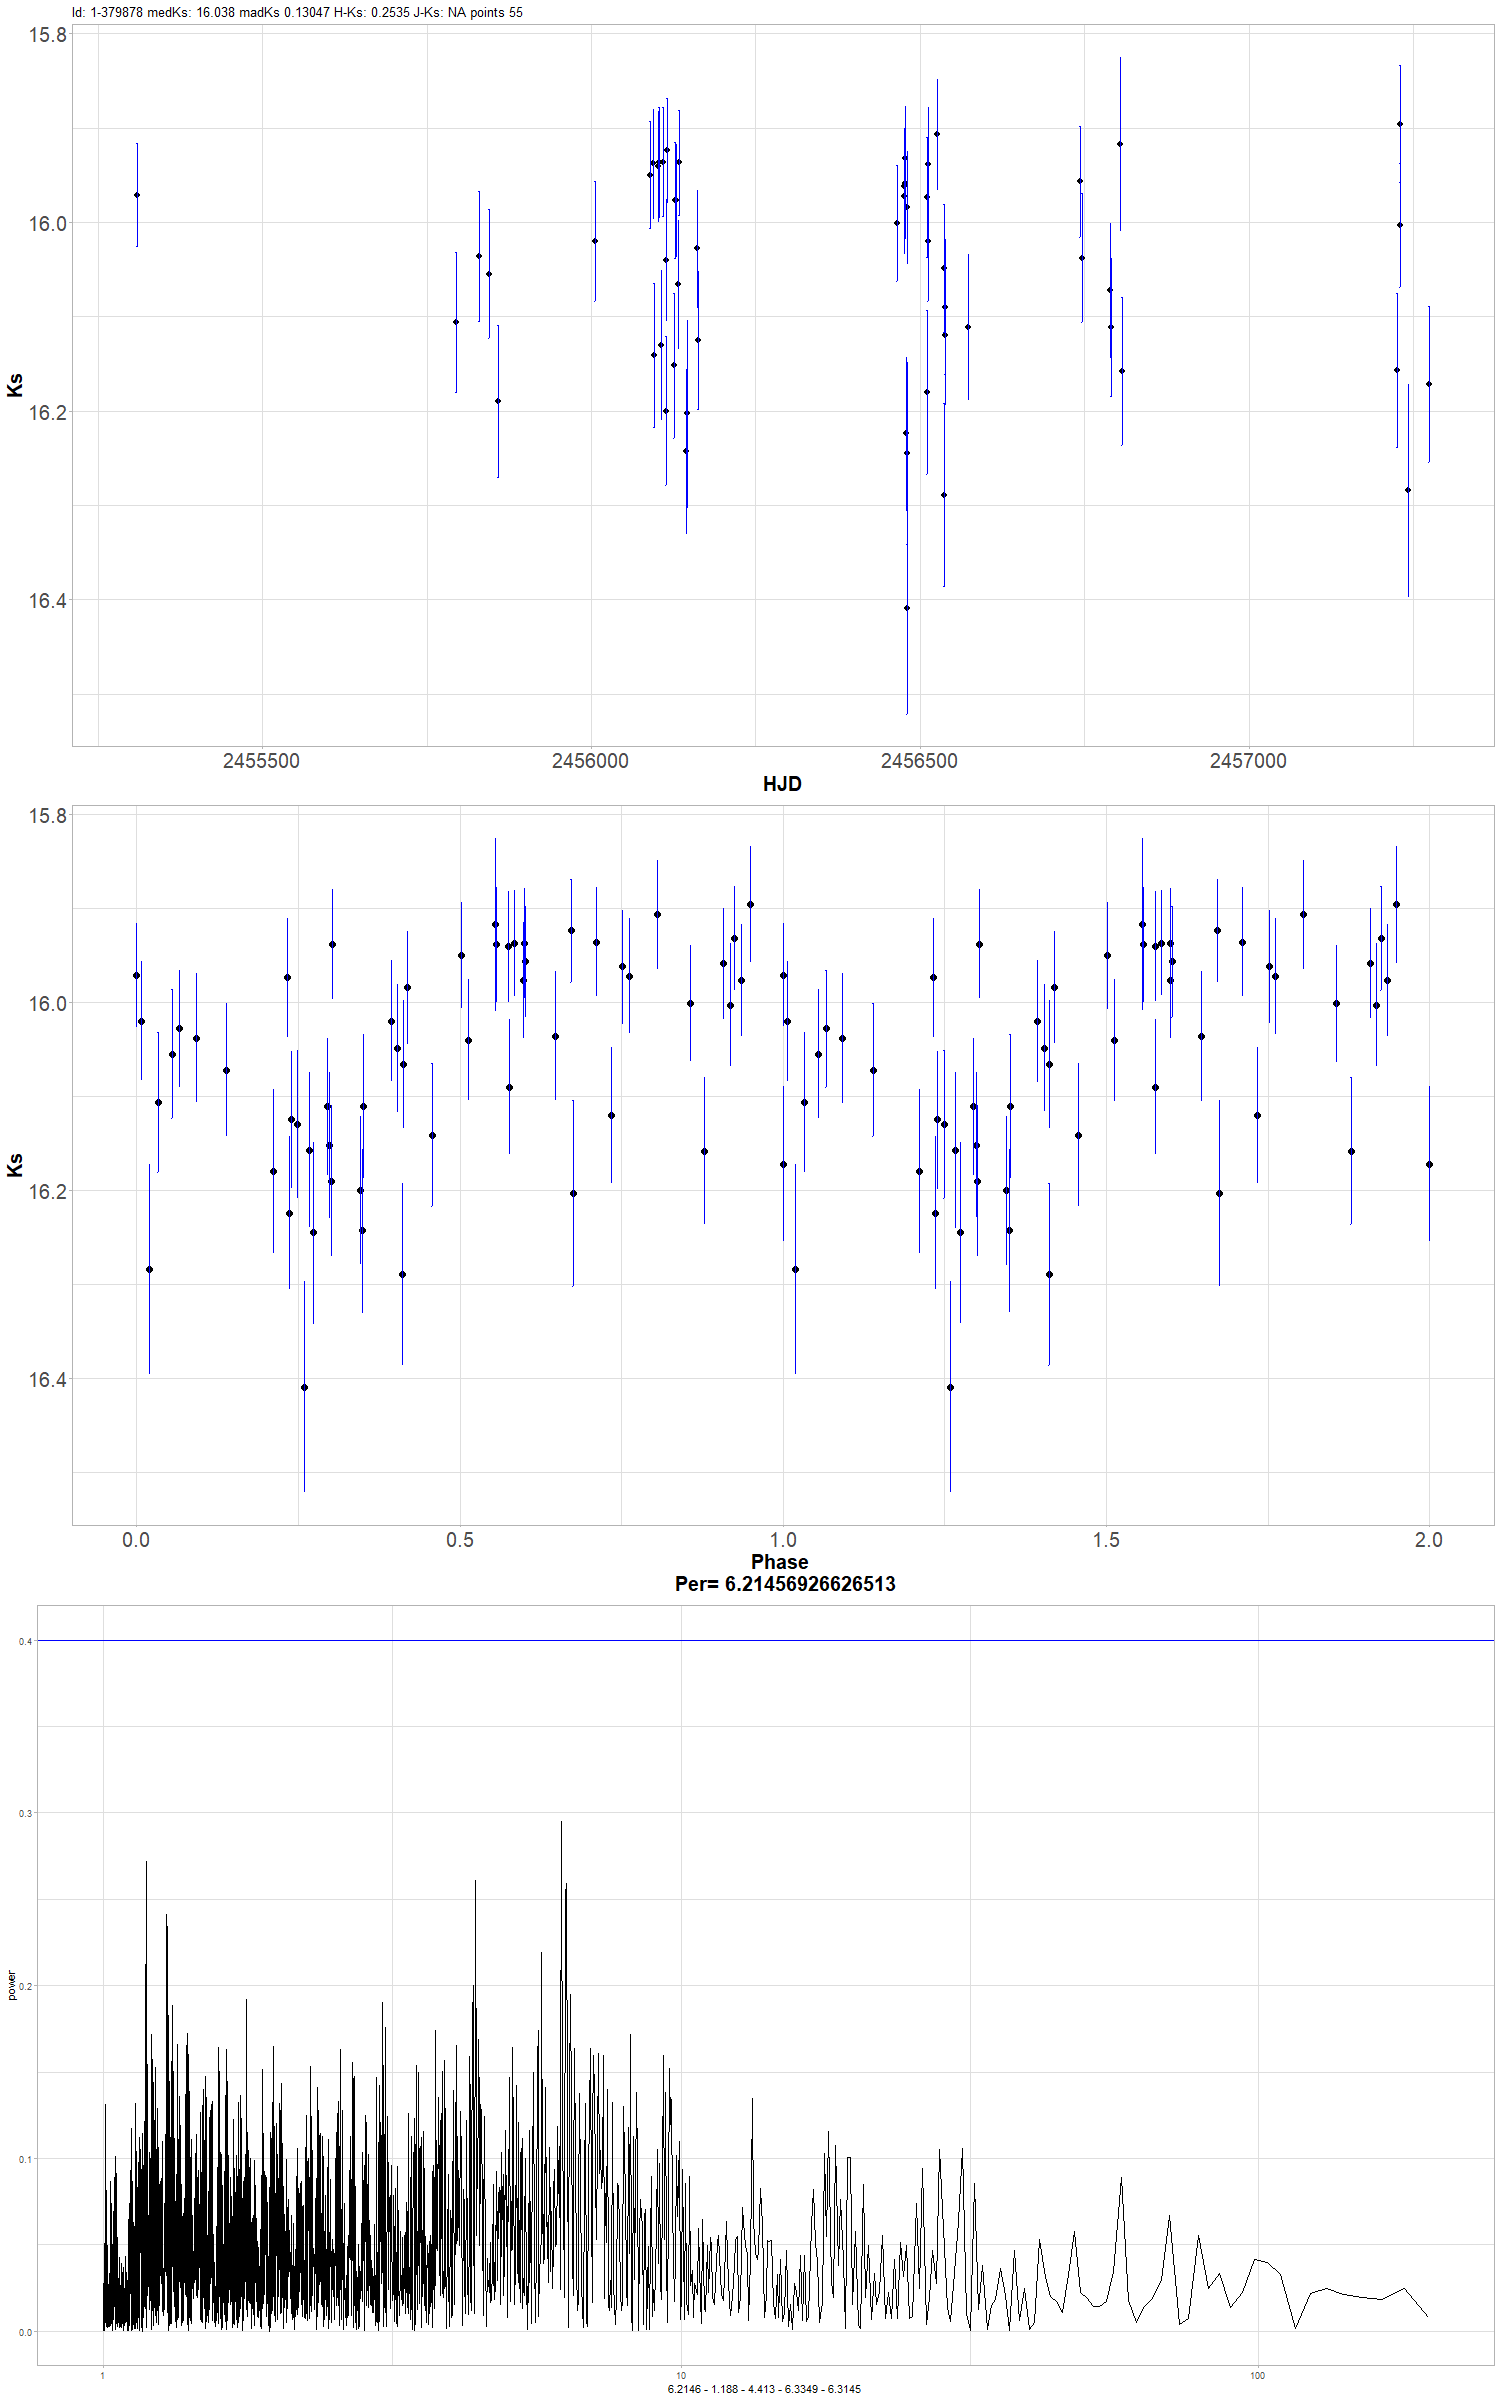 Id: 1-379878 medKs: 16.038 madKs 0.13047 H-Ks: 0.2535 J-Ks: NA points 55
15.8
16.0
16.2
16.4
Ks
2455500 2456000 2456500 2457000
HJD
15.8
16.0
16.2
16.4
Ks
0.0 0.5 1.0 1.5 2.0
Phase
Per= 6.21456926626513
0.4
0.3
0.2
0.1
0.0
power
1 10 100
6.2146 - 1.188 - 4.413 - 6.3349 - 6.3145